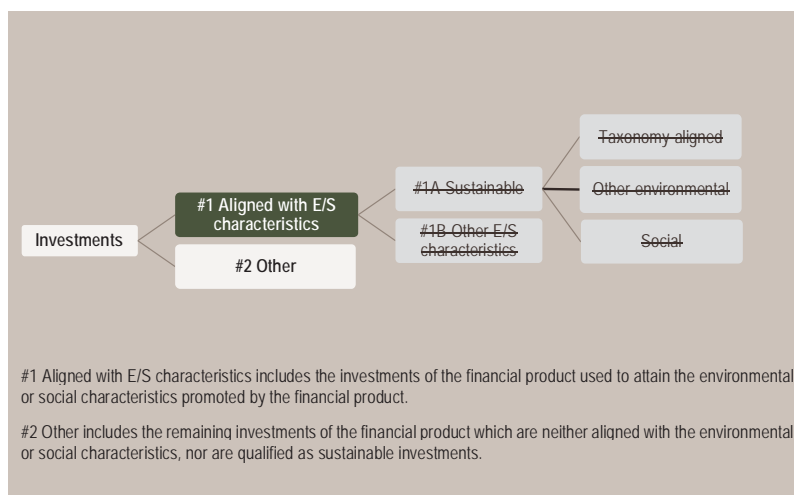 Taxonomy-aligned
#1 Aligned with E/S
characteristics
#1A Sustainable
Other environmental
Investments
#1B Other E/S
characteristics
Social
#2 Other
#1 Aligned with E/S characteristics includes the investments of the financial product used to attain the environmental
or social characteristics promoted by the financial product.
#2 Other includes the remaining investments of the financial product which are neither aligned with the environmental
or social characteristics, nor are qualified as sustainable investments.